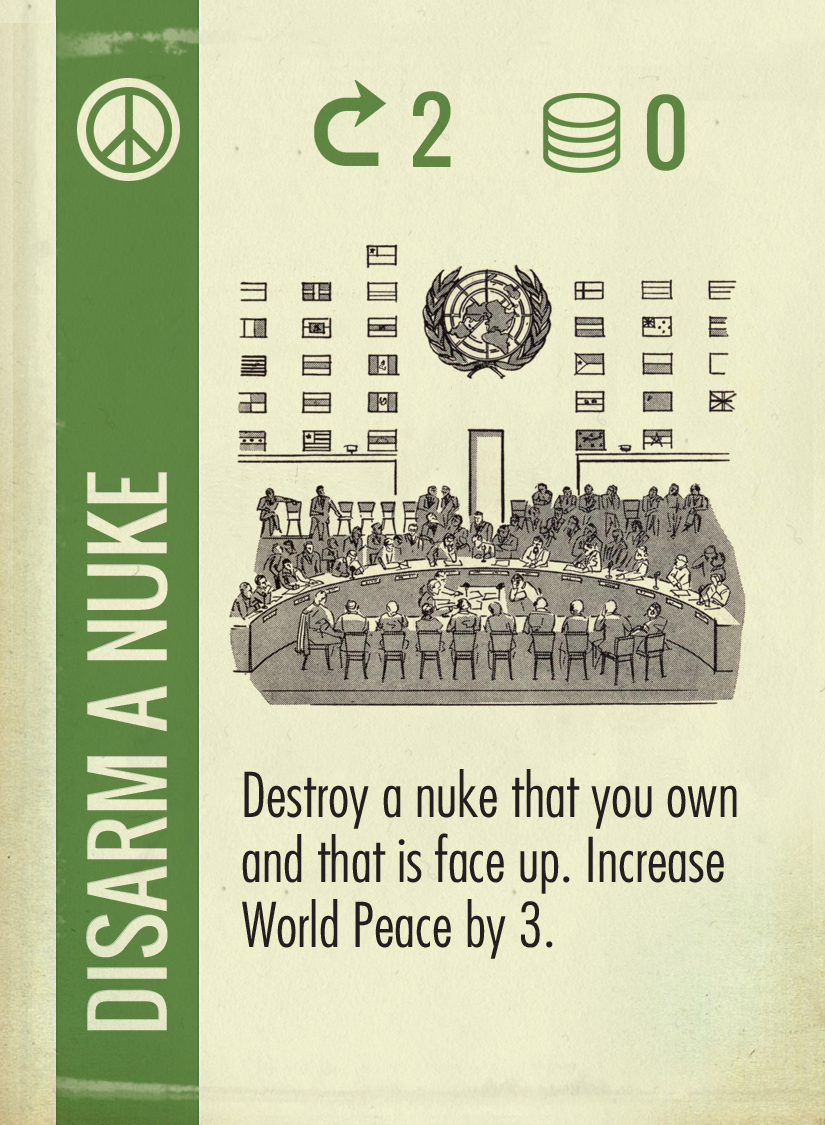 2 0
DISARM A NUKE
Destroy a nuke that you own
and that is face up. Increase
World Peace by 3.